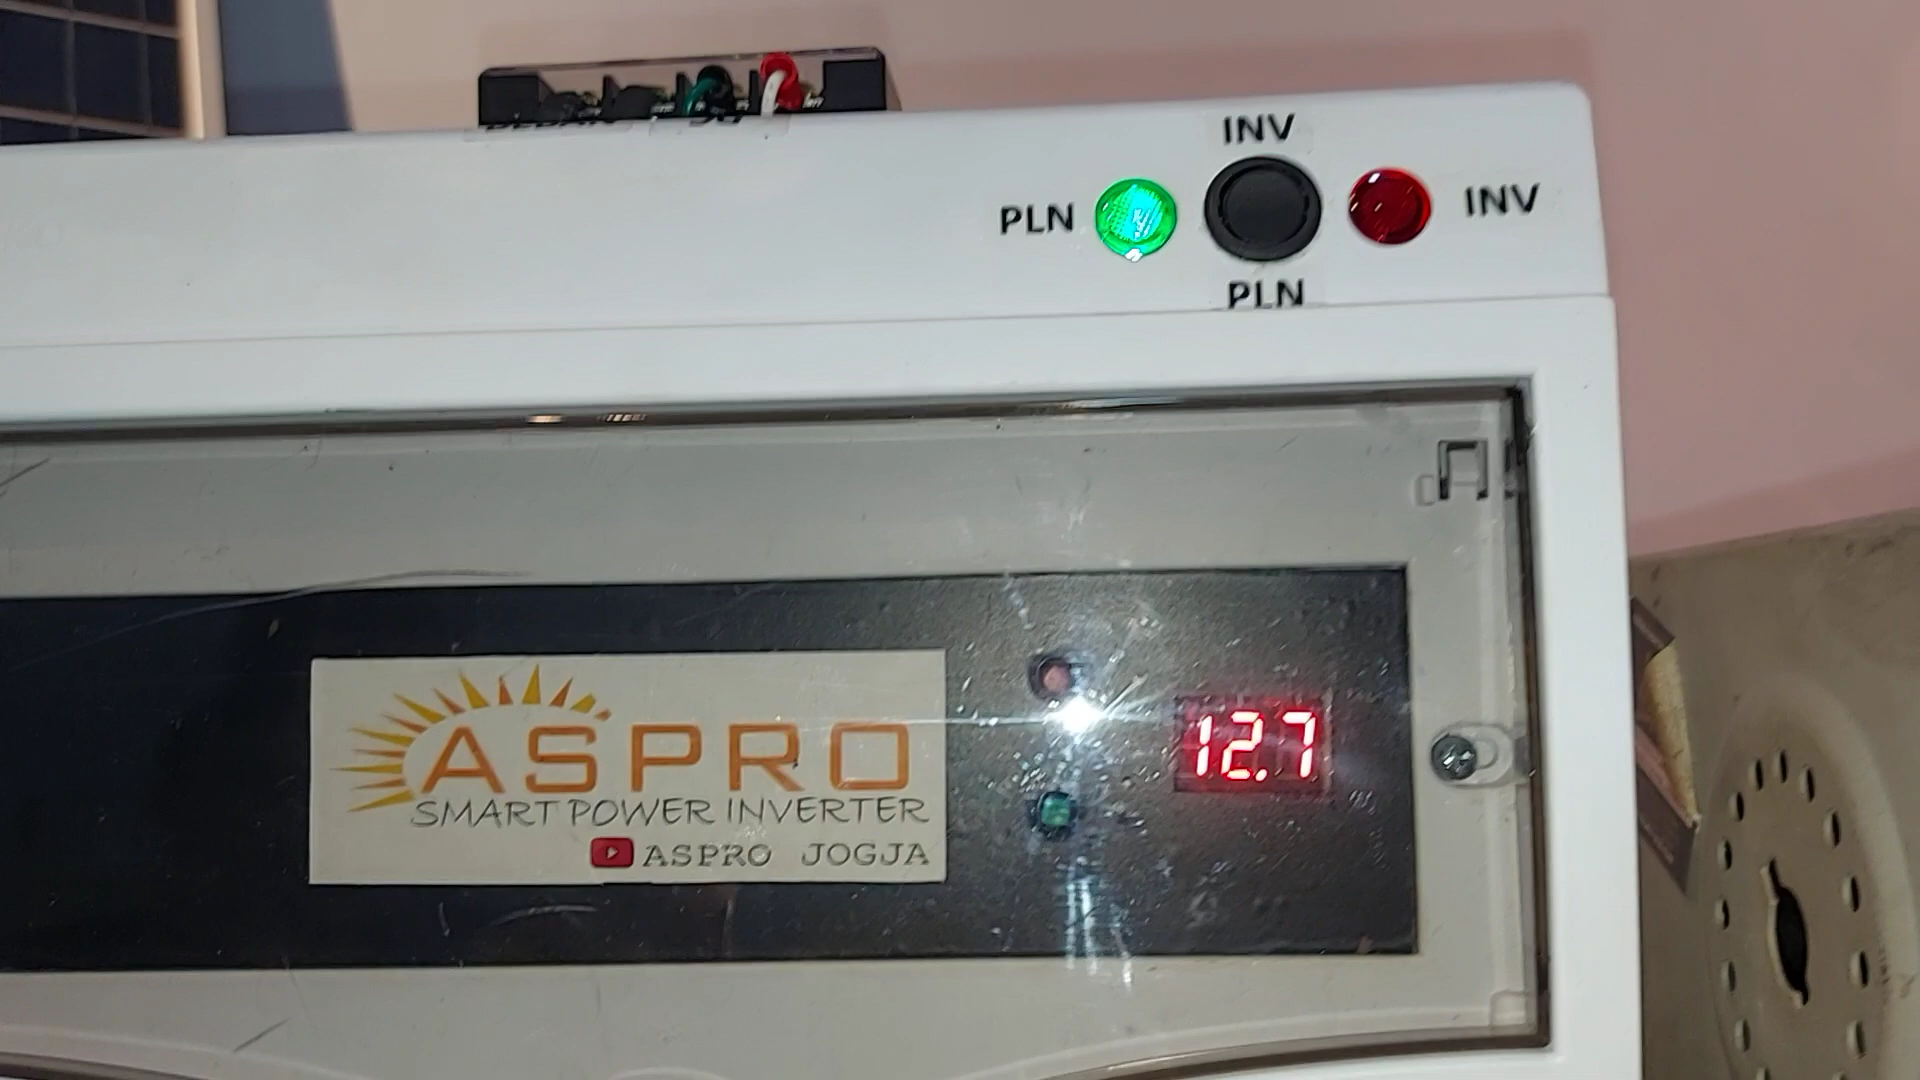 INV
PLN
INV
PLN
ASPRO
SMART POWER INVERTER
ASPRO JOGJA
12.7